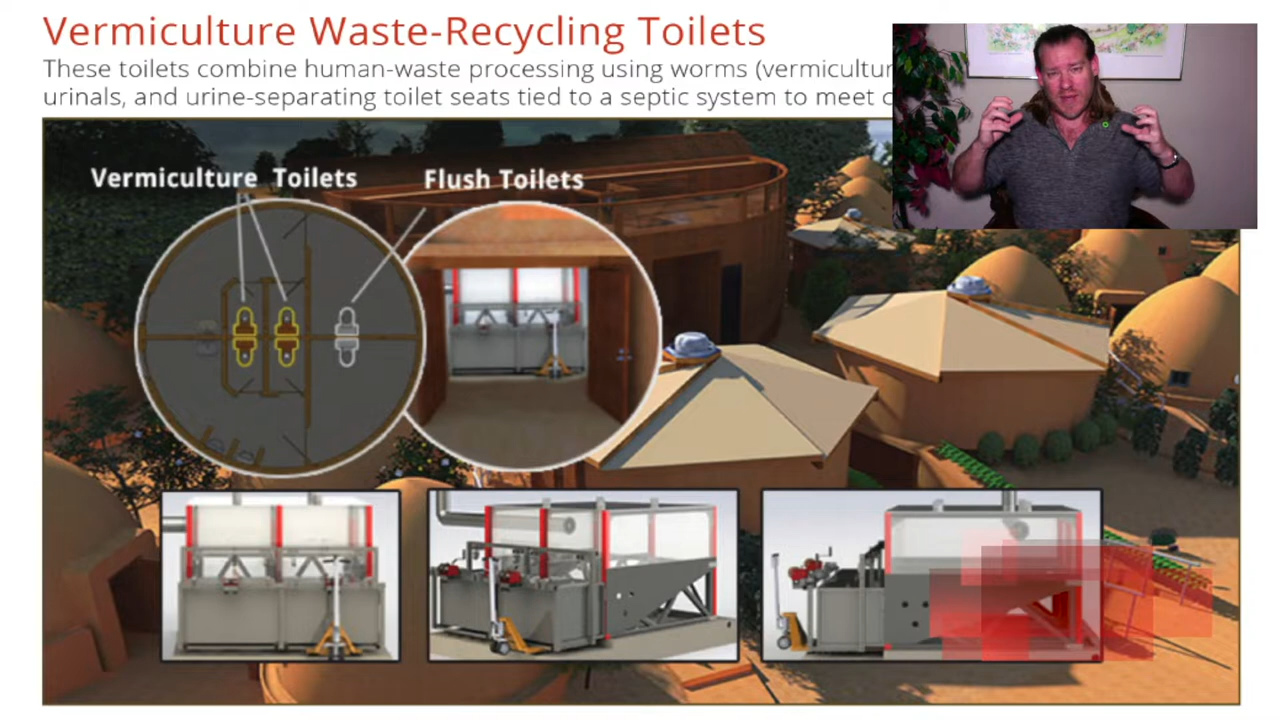 Vermiculture Waste-Recycling Toilets
These toilets combine human-waste processing using worms (vermicultur
urinals, and urine-separating toilet seats tied to a septic system to meet
Vermiculture Toilets
Flush Toilets